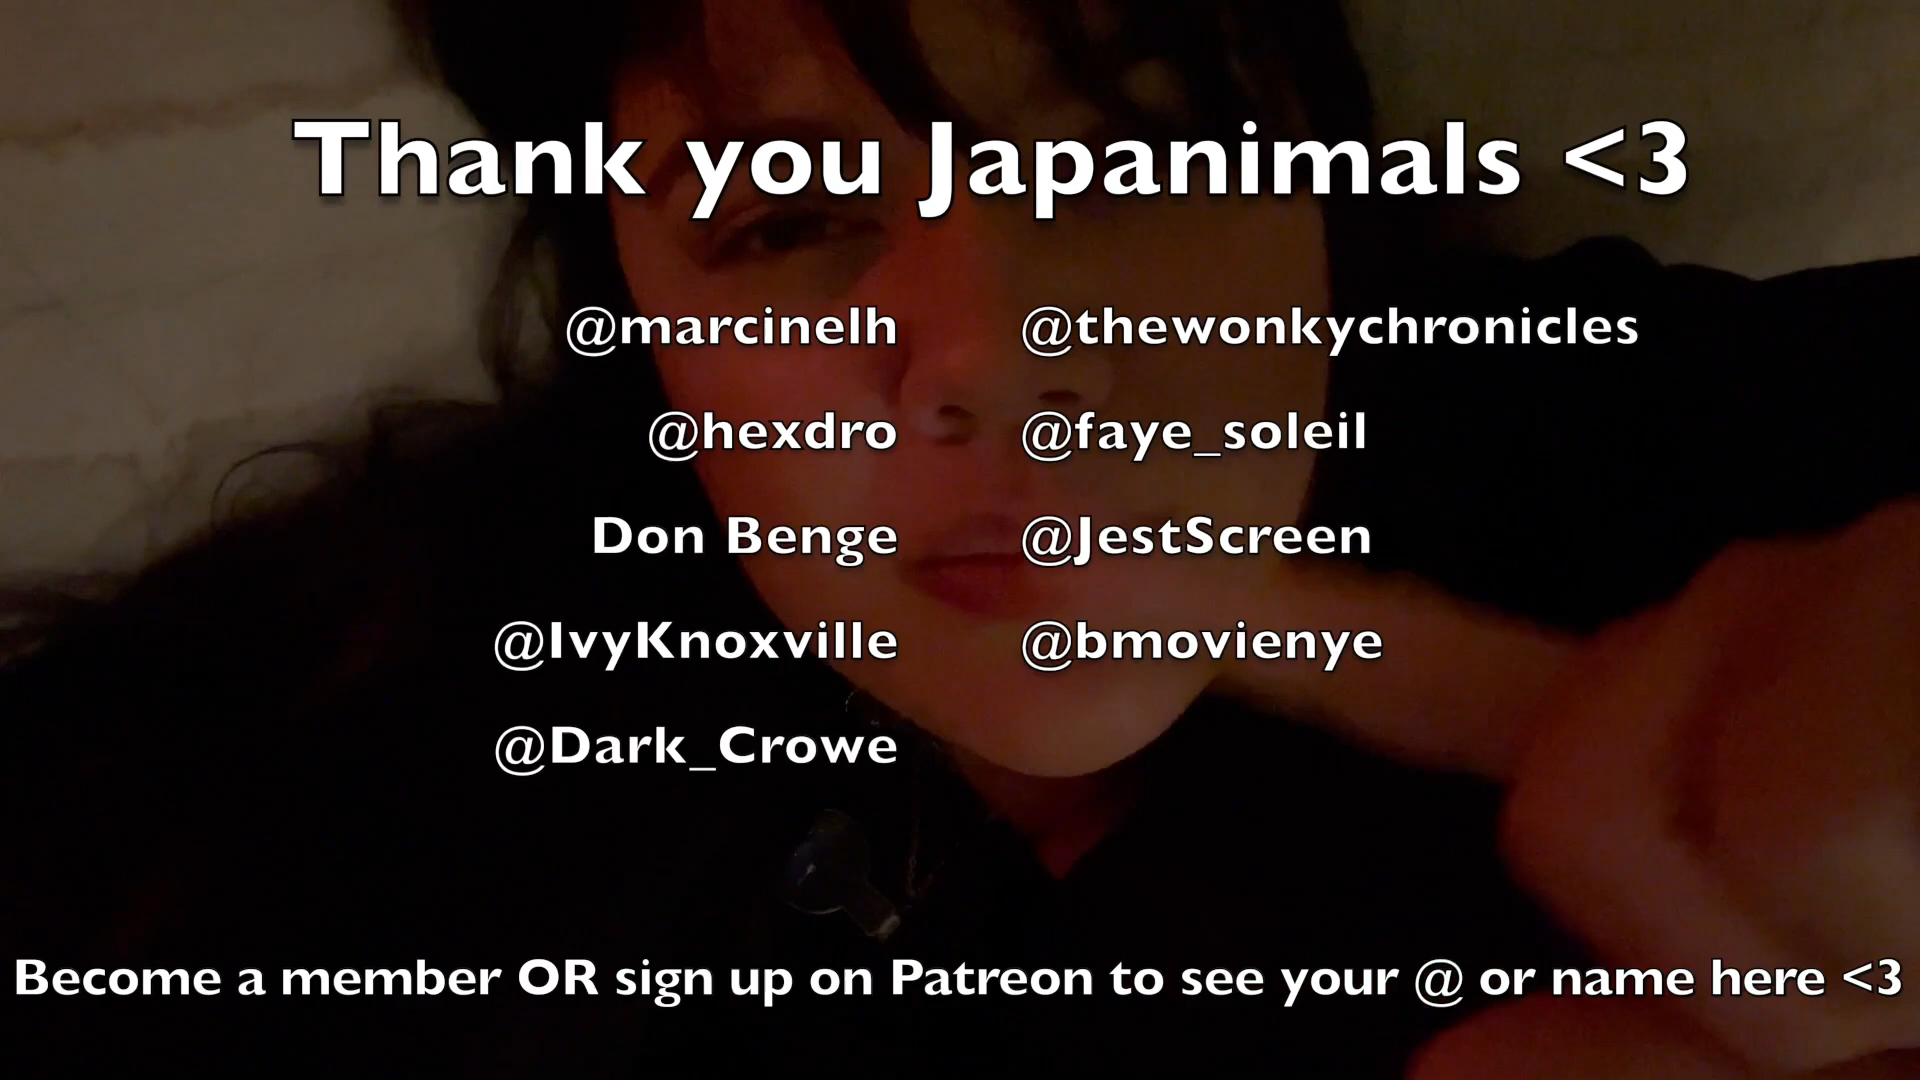 Thank you Japanimals <3
@marcinelh
@hexdro
Don Benge
@IvyKnoxville
@Dark_Crowe
@thewonkychronicles
@faye_soleil
@JestScreen
@bmovienye
Become a member OR sign up on Patreon to see your @ or name here <3